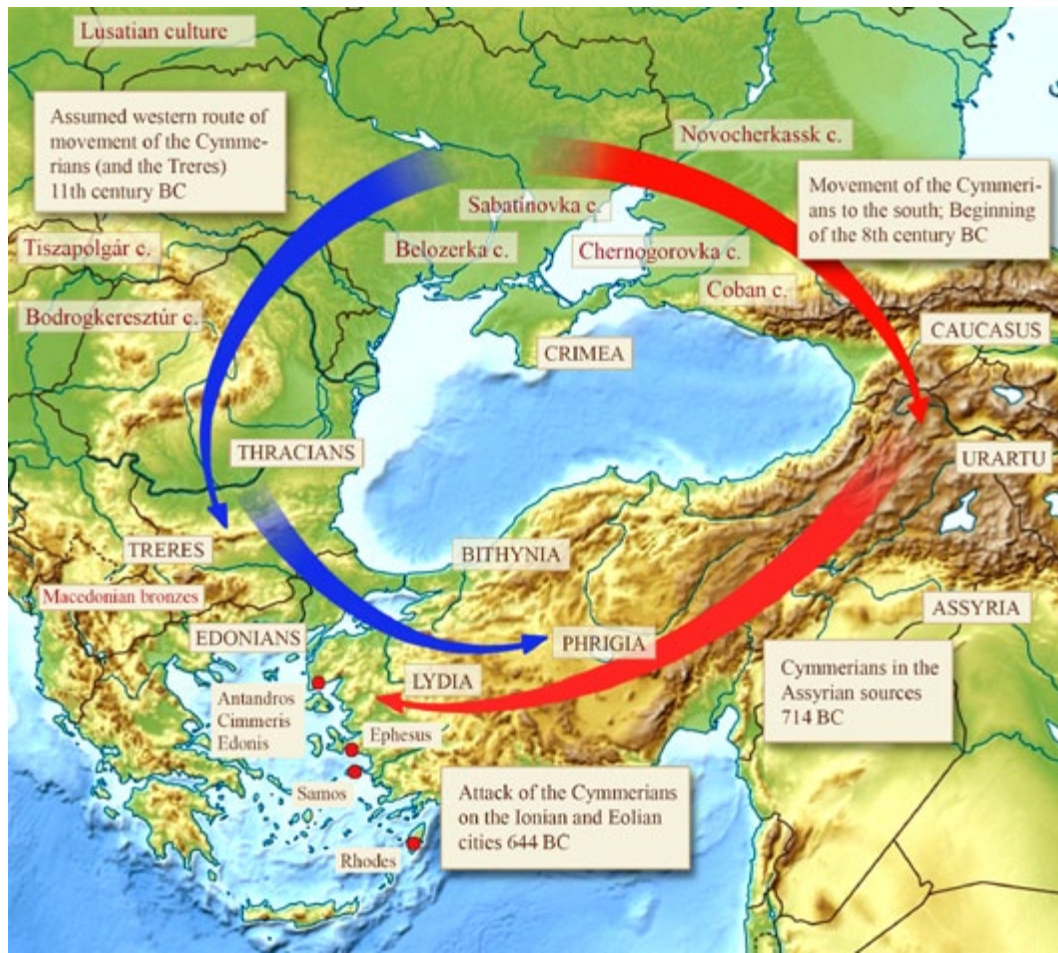 Lusatian culture
Assumed western route of
movement of the Cymme-
rians (and the Treres)
11th century BC
Novocherkassk c.
Movement of the Cymmeri-
ans to the south; Beginning
of the 8th century BC
Sabatinovka c.
Tiszapolgár c.
Belozerka c.
Chernogorovka c.
Coban c.
Bodrogkeresztúr c.
CAUCASUS
CRIMEA
THRACIANS
URARTU
TRERES
BITHYNIA
Macedonian bronzes
ASSYRIA
EDONIANS
PHRIGIA
LYDIA
Cymmerians in the
Assyrian sources
714 BC
Antandros
Cimmeris
Edonis
Ephesus
Samos
Attack of the Cymmerians
on the Ionian and Eolian
cities 644 BC
Rhodes